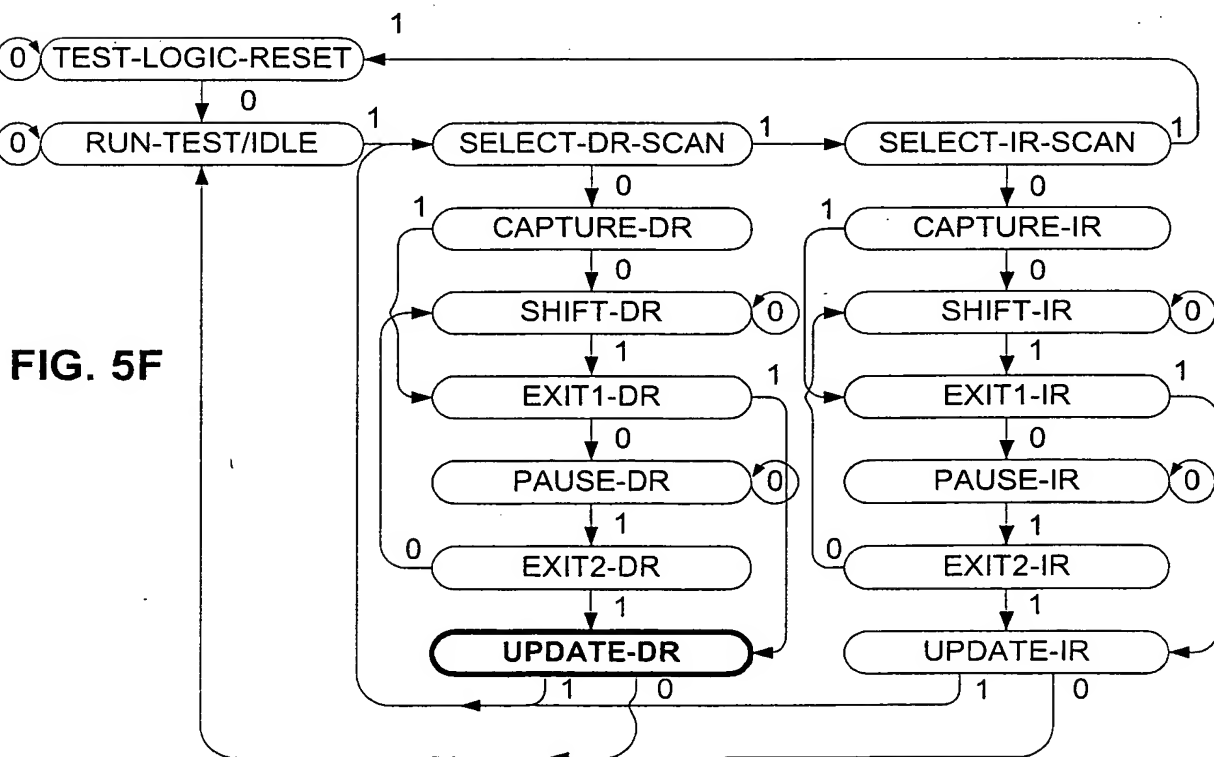 1
0 TEST-LOGIC-RESET
0
0 RUN-TEST/IDLE 1 SELECT-DR-SCAN 1 SELECT-IR-SCAN 1
0 0
1 CAPTURE-DR 1 CAPTURE-IR
0 0
SHIFT-DR 0 SHIFT-IR 0
1 1
FIG. 5F
EXIT1-DR 1 EXIT1-IR 1
0 0
PAUSE-DR 0 PAUSE-IR 0
1 1
0 EXIT2-DR 0 EXIT2-IR
1 1
UPDATE-DR UPDATE-IR
1 0 1 0